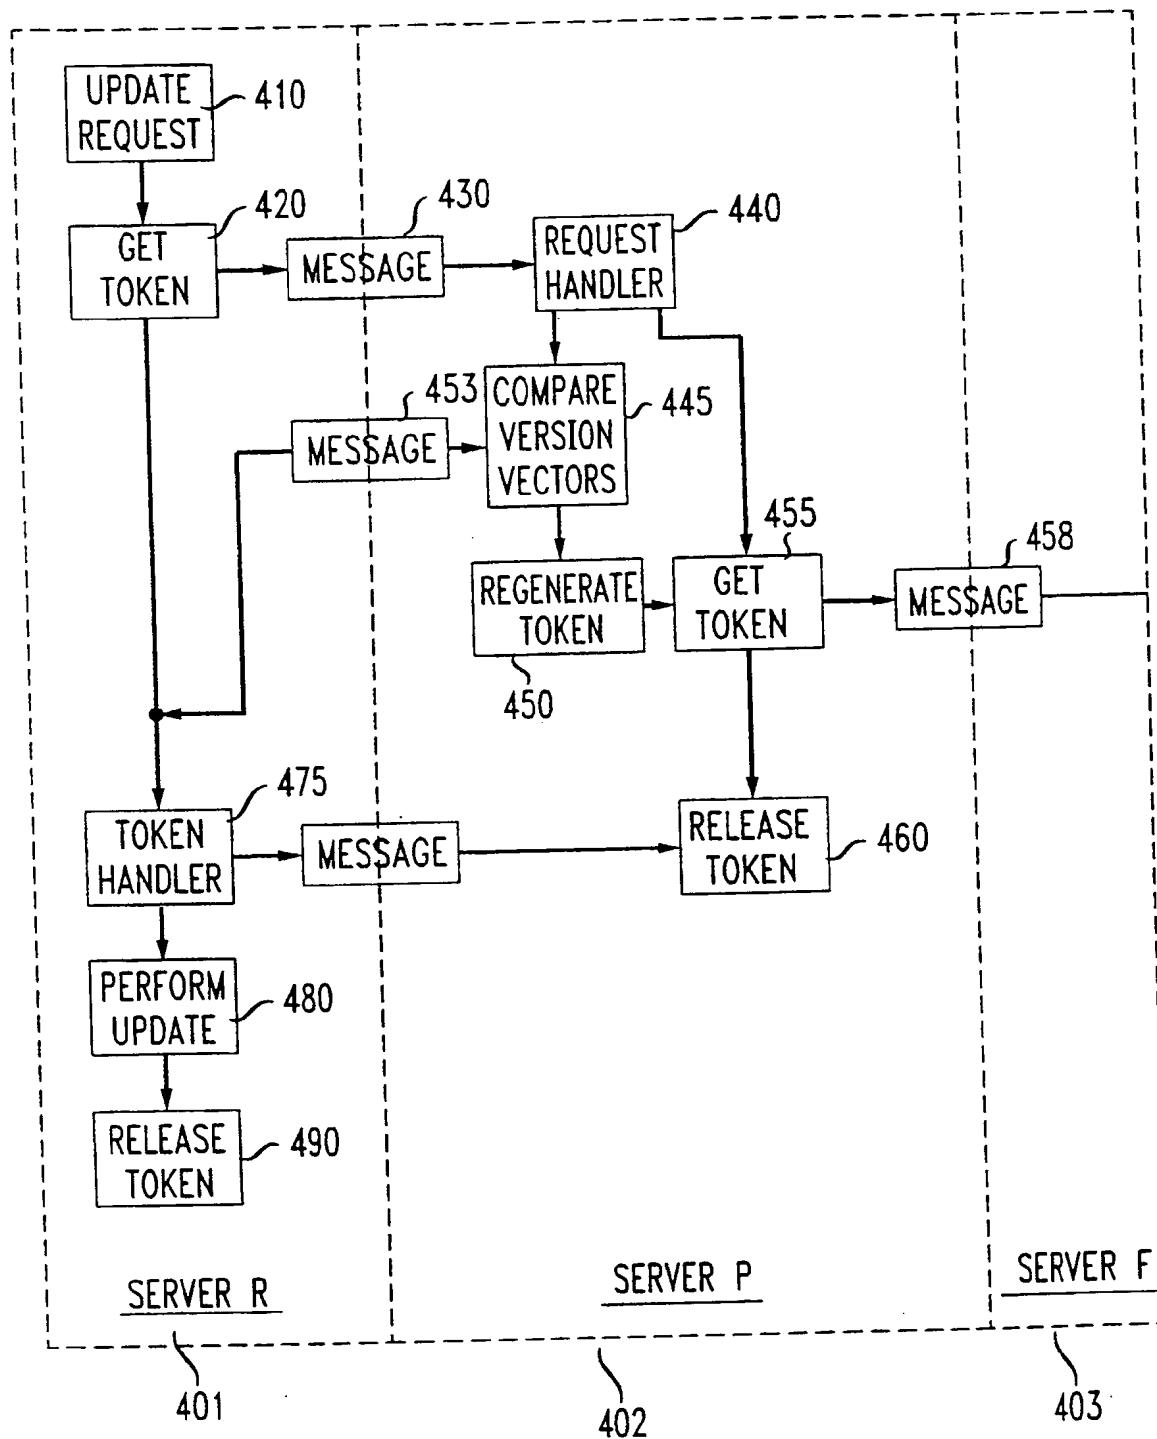 UPDATE
REQUEST
410
GET
TOKEN
420
MESSAGE
430
REQUEST
HANDLER
440
MESSAGE
453
COMPARE
VERSION
VECTORS
445
REGENERATE
TOKEN
450
GET
TOKEN
455
MESSAGE
458
TOKEN
HANDLER
475
MESSAGE
RELEASE
TOKEN
460
PERFORM
UPDATE
480
RELEASE
TOKEN
490
SERVER R
SERVER P
SERVER F
401
402
403